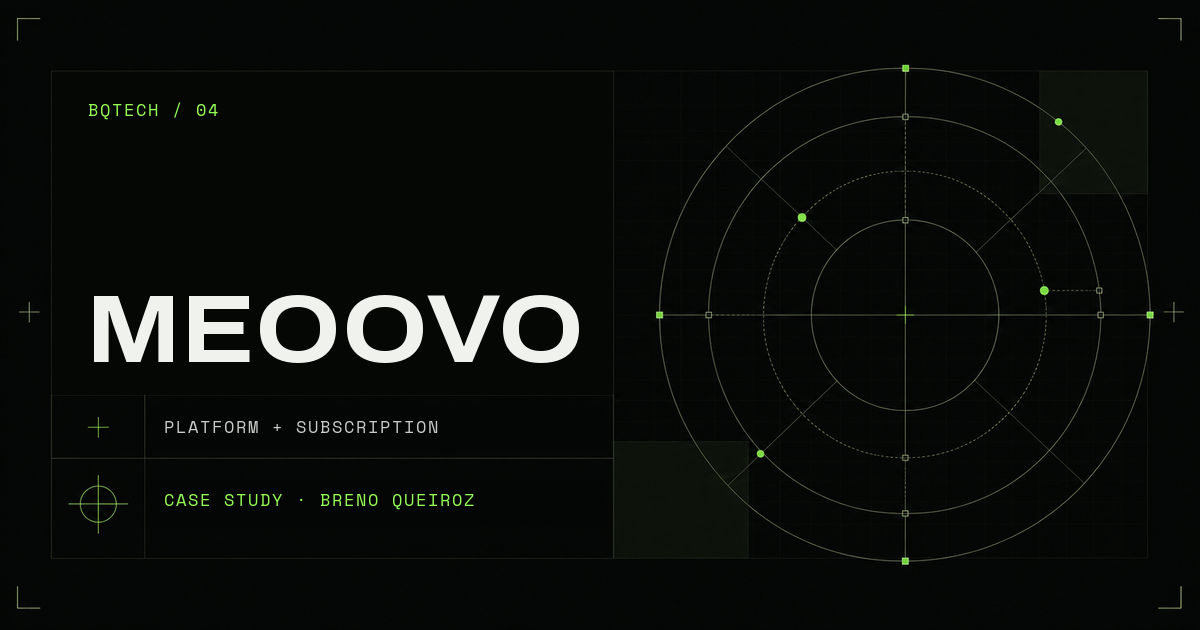 BQTECH / 04
MEOOVO
PLATFORM + SUBSCRIPTION
CASE STUDY · BRENO QUEIROZ